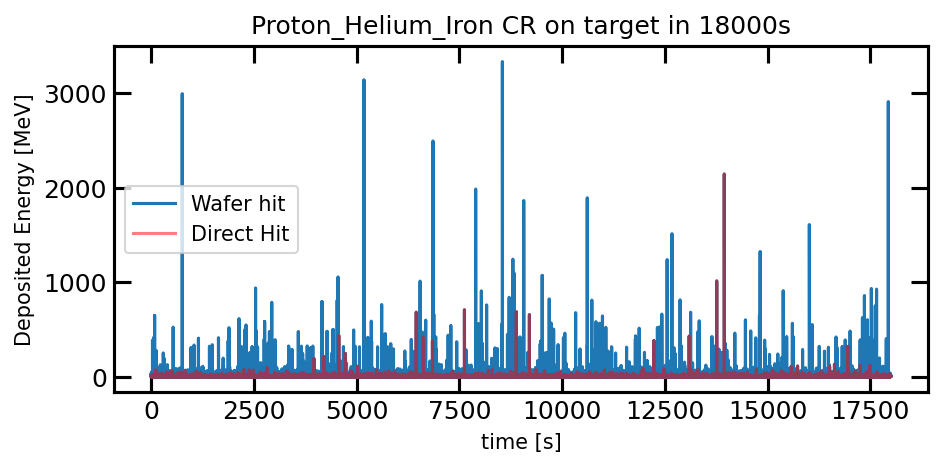 Proton_Helium_Iron CR on target in 18000s
Deposited Energy [MeV]
3000
2000
1000
0
Wafer hit
Direct Hit
0 2500 5000 7500 10000 12500 15000 17500
time [s]